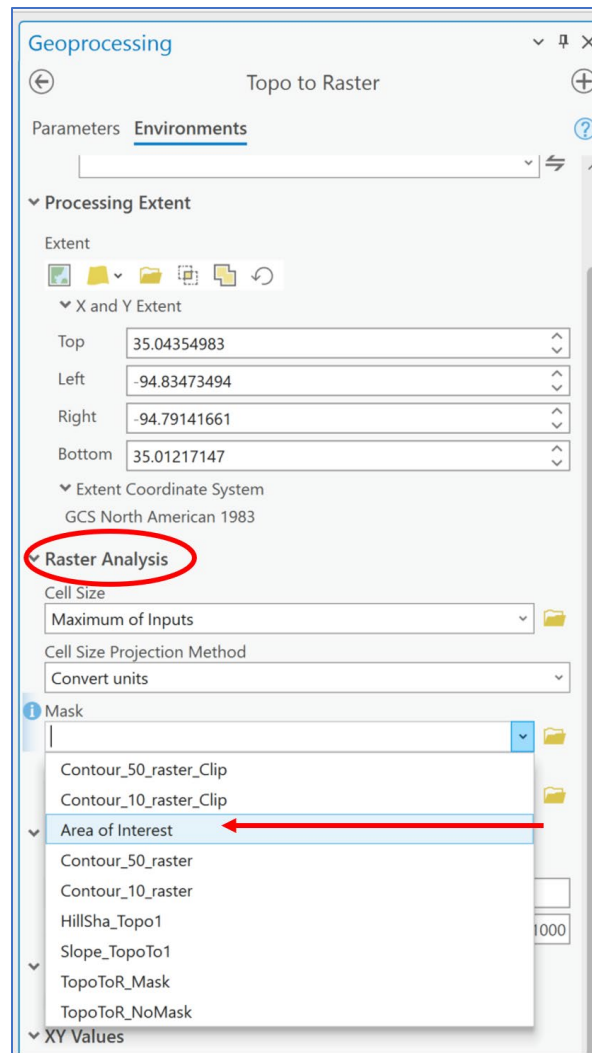 Geoprocessing
Topo to Raster
Parameters Environments
Processing Extent
Extent
X and Y Extent
Top 35.04354983
Left -94.83473494
Right -94.79141661
Bottom 35.01217147
Extent Coordinate System
GCS North American 1983
Raster Analysis
Cell Size
Maximum of Inputs
Cell Size Projection Method
Convert units
Mask
Contour_50_raster_Clip
Contour_10_raster_Clip
Area of Interest
Contour_50_raster
Contour_10_raster
HillSha_Topo1
1000
Slope_TopoTo1
TopoToR_Mask
TopoToR_NoMask
XY Values